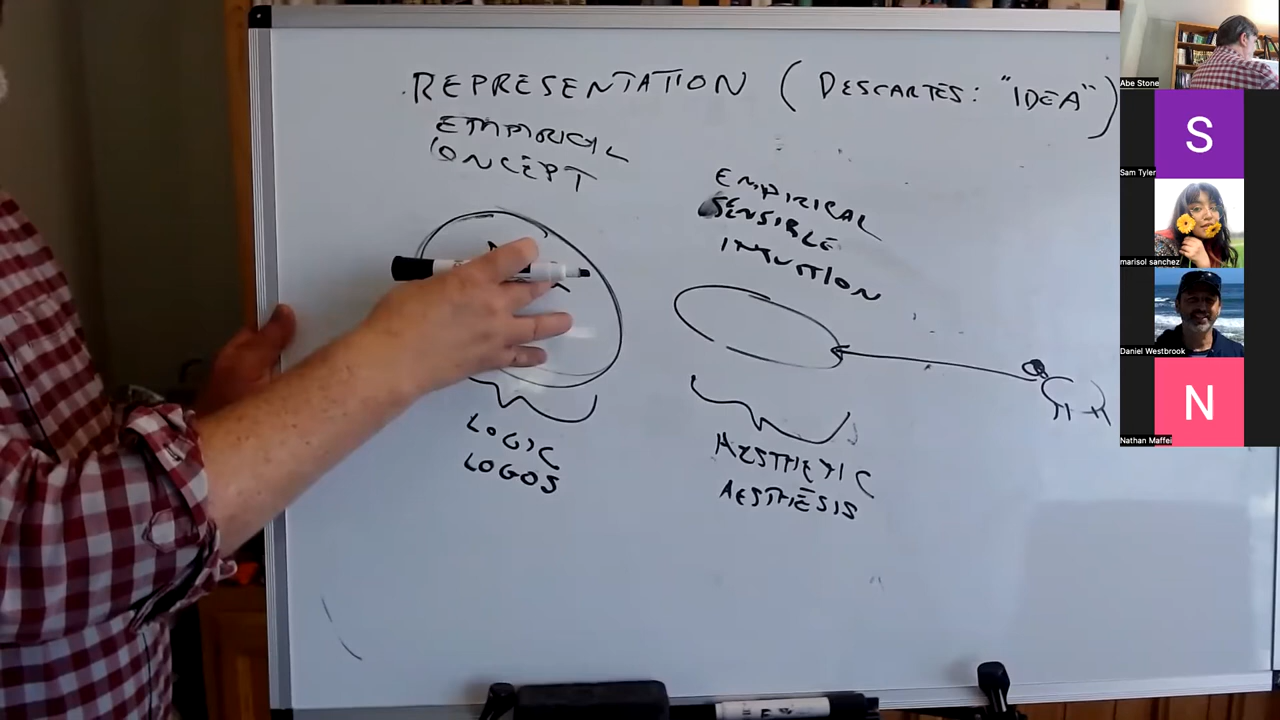 REPRESENTATION (DESCARTES: "IDEA")
EMPIRICAL
CONCEPT
EMPIRICAL
SENSIBLE
INTUITION
LOGIC
LOGOS
AESTHETIC
AESTHĒSIS
Abe Stone
S
Sam Tyler
marisol sanchez
Daniel Westbrook
N
Nathan Maffei